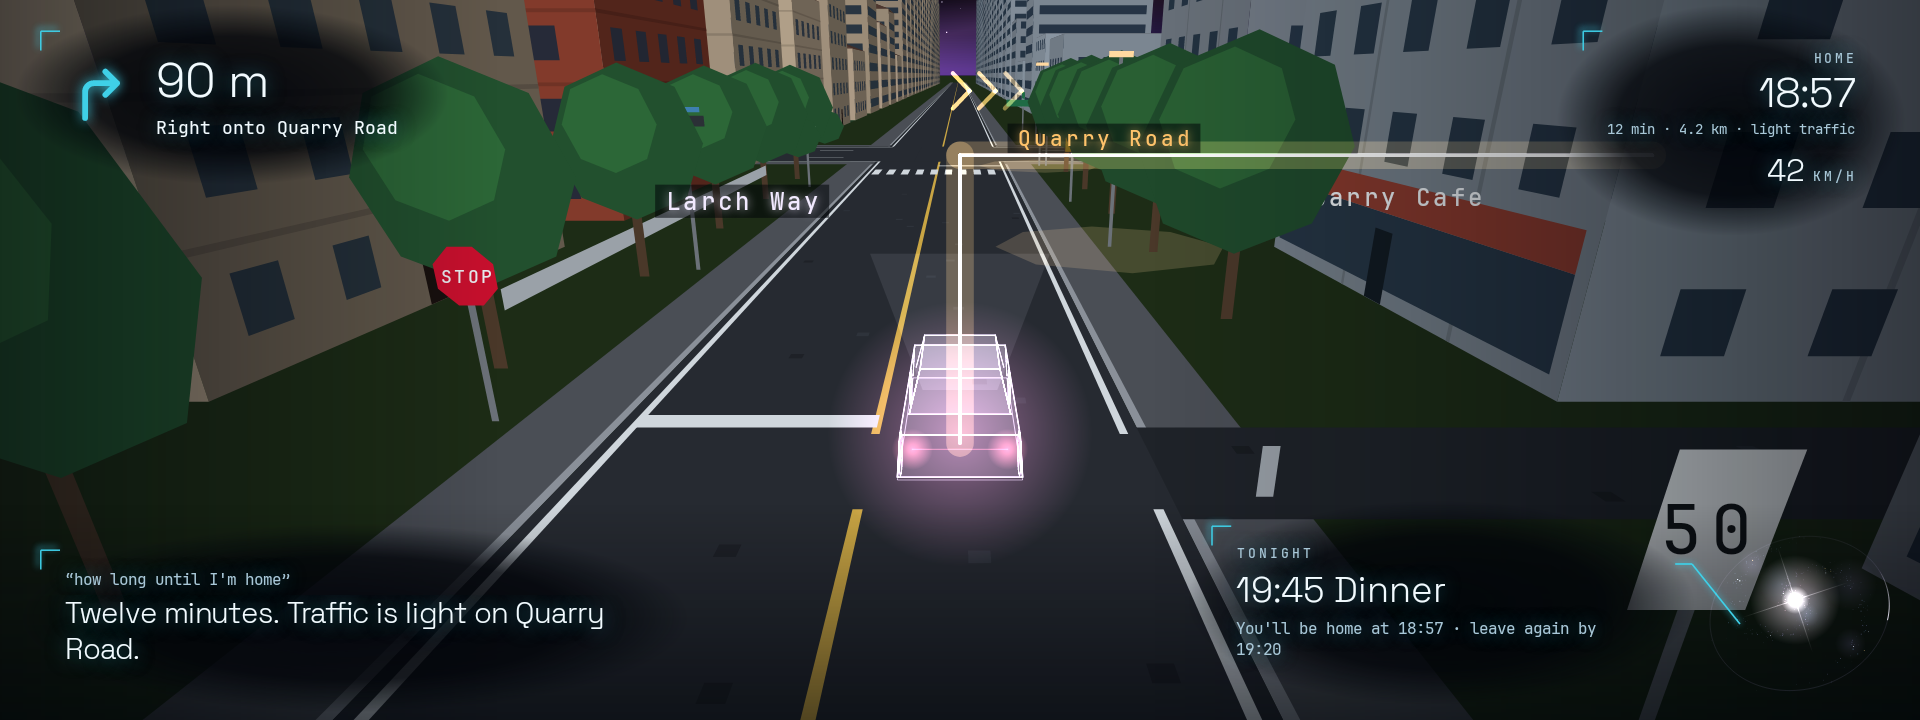 90 m
Right onto Quarry Road
HOME
18:57
12 min · 4.2 km · light traffic
42 KM/H
Quarry Road
Larch Way
arry Cafe
STOP
50
“how long until I'm home”
Twelve minutes. Traffic is light on Quarry
Road.
TONIGHT
19:45 Dinner
You'll be home at 18:57 · leave again by
19:20